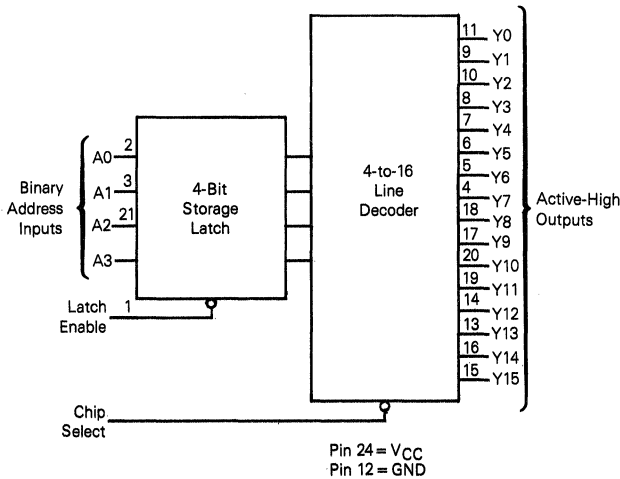 11 Y0
9 Y1
10 Y2
8 Y3
7 Y4
6 Y5
5 Y6
4 Y7
18 Y8
17 Y9
20 Y10
19 Y11
14 Y12
13 Y13
16 Y14
15 Y15
Active-High
Outputs
4-to-16
Line
Decoder
4-Bit
Storage
Latch
Binary
Address
Inputs
A0 2
A1 3
A2 21
A3
Latch
Enable
1
Chip
Select
Pin 24 = VCC
Pin 12 = GND